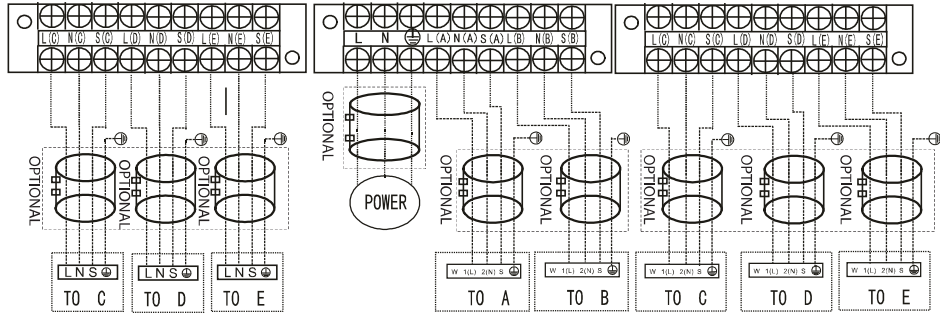 L(C) N(C) S(C) L(D) N(D) S(D) L(E) N(E) S(E)
L N L(A) N(A) S(A) L(B) N(B) S(B)
L(C) N(C) S(C) L(D) N(D) S(D) L(E) N(E) S(E)
OPTIONAL
OPTIONAL
OPTIONAL
OPTIONAL
OPTIONAL
OPTIONAL
OPTIONAL
OPTIONAL
OPTIONAL
POWER
L N S
TO C
L N S
TO D
L N S
TO E
W 1(L) 2(N) S
TO A
W 1(L) 2(N) S
TO B
W 1(L) 2(N) S
TO C
W 1(L) 2(N) S
TO D
W 1(L) 2(N) S
TO E